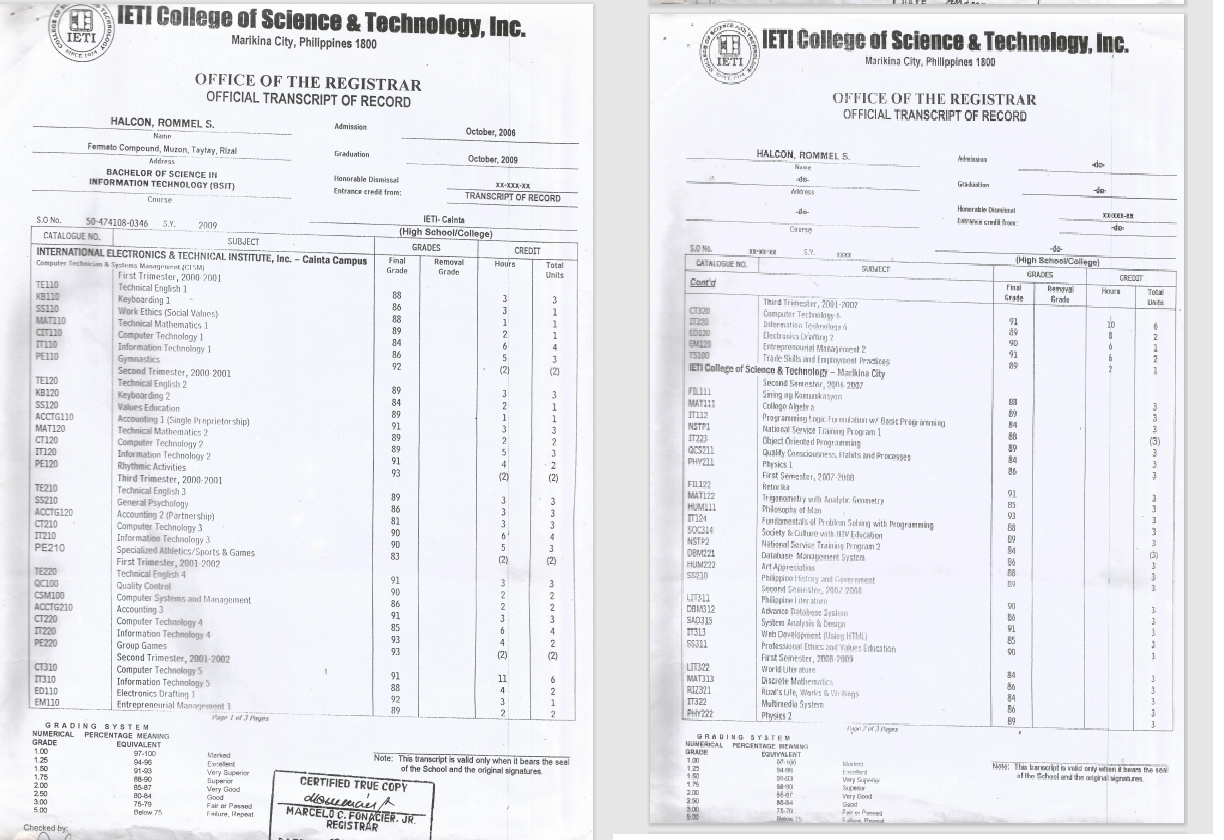 IETI College of Science & Technology, Inc.
Marikina City, Philippines 1800
OFFICE OF THE REGISTRAR
OFFICIAL TRANSCRIPT OF RECORD
HALCON, ROMMEL S.
Name
Admission October, 2006
Fermato Compound, Muzon, Taytay, Rizal
Address
Graduation October, 2009
BACHELOR OF SCIENCE IN
INFORMATION TECHNOLOGY (BSIT)
Course
Honorable Dismissal xx-xxx-xx
Entrance credit from: TRANSCRIPT OF RECORD
S.O No. 50-474108-0346 S.Y. 2009 IETI- Cainta
(High School/College)
CATALOGUE NO. SUBJECT GRADES CREDIT
Final Grade Removal Grade Hours Total Units
INTERNATIONAL ELECTRONICS & TECHNICAL INSTITUTE, Inc. – Cainta Campus
Computer Technician & Systems Management (CTSM)
First Trimester, 2000-2001
TE110 Technical English 1 88 3 3
KB110 Keyboarding 1 86 3 1
SS110 Work Ethics (Social Values) 88 1 1
MAT110 Technical Mathematics 1 89 2 1
CIT110 Computer Technology 1 84 6 4
IT110 Information Technology 1 86 5 3
PE110 Gymnastics 92 (2) (2)
Second Trimester, 2000-2001
TE120 Technical English 2 89 3 3
KB120 Keyboarding 2 84 2 1
SS120 Values Education 89 1 1
ACCTG110 Accounting 1 (Single Proprietorship) 89 3 3
MAT120 Technical Mathematics 2 89 2 2
CT120 Computer Technology 2 89 5 3
IT120 Information Technology 2 91 4 2
PE120 Rhythmic Activities 93 (2) (2)
Third Trimester, 2000-2001
TE210 Technical English 3 89 3 3
SS210 General Psychology 86 3 3
ACCTG120 Accounting 2 (Partnership) 81 3 3
CT210 Computer Technology 3 90 6 4
IT210 Information Technology 3 90 5 3
PE210 Specialized Athletics/Sports & Games 83 (2) (2)
First Trimester, 2001-2002
TE220 Technical English 4 91 3 3
QC100 Quality Control 90 2 2
CSM100 Computer Systems and Management 86 2 2
ACCTG210 Accounting 3 91 3 3
CT220 Computer Technology 4 85 6 4
IT220 Information Technology 4 93 4 2
PE220 Group Games 93 (2) (2)
Second Trimester, 2001-2002
CT310 Computer Technology 5 91 11 6
IT310 Information Technology 5 88 4 2
ED110 Electronics Drafting 1 92 3 1
EM110 Entrepreneurial Management 1 89 2 2
Page 1 of 3 Pages
GRADING SYSTEM
NUMERICAL PERCENTAGE MEANING
GRADE EQUIVALENT
1.00 97-100 Marked
1.25 94-96 Excellent
1.50 91-93 Very Superior
1.75 88-90 Superior
2.00 85-87 Very Good
2.50 80-84 Good
3.00 75-79 Fair or Passed
5.00 Below 75 Failure, Repeat
Note: This transcript is valid only when it bears the seal
of the School and the original signatures.
CERTIFIED TRUE COPY
MARCELO C. FONACIER, JR.
REGISTRAR
Checked by:
IETI College of Science & Technology, Inc.
Marikina City, Philippines 1800
OFFICE OF THE REGISTRAR
OFFICIAL TRANSCRIPT OF RECORD
HALCON, ROMMEL S.
Name
Admission -do-
-do-
Address
Graduation -do-
-do-
Course
Honorable Dismissal xx-xxx-xx
Entrance credit from: -do-
S.O No. xx-xx-xx S.Y. xxxx -do-
(High School/College)
CATALOGUE NO. SUBJECT GRADES CREDIT
Final Grade Removal Grade Hours Total Units
Cont'd
Third Trimester, 2001-2002
CT320 Computer Technology 6 91 10 6
IT320 Information Technology 6 89 8 2
ED120 Electronics Drafting 2 90 6 1
EM120 Entrepreneurial Management 2 91 6 2
TS100 Trade Skills and Employment Practices 89 2 1
IETI College of Science & Technology – Marikina City
Second Semester, 2006-2007
FIL111 Sining ng Komunikasyon 88 3
MAT111 College Algebra 89 3
IT112 Programming Logic Formulation w/ Basic Programming 84 3
NSTP1 National Service Training Program 1 88 (3)
IT223 Object Oriented Programming 89 3
QCS211 Quality Consciousness, Habits and Processes 84 3
PHY211 Physics 1 86 3
First Semester, 2007-2008
FIL122 Retorika 91 3
MAT122 Trigonometry with Analytic Geometry 85 3
HUM111 Philosophy of Man 93 3
IT124 Fundamentals of Problem Solving with Programming 88 3
SOC314 Society & Culture with HIV Education 89 3
NSTP2 National Service Training Program 2 84 (3)
DBM221 Database Management System 86 3
HUM222 Art Appreciation 88 3
SS230 Philippine History and Government 89 3
Second Semester, 2007-2008
LIT311 Philippine Literature 90 3
DBM312 Advance Database System 86 3
SAD315 System Analysis & Design 91 3
IT313 Web Development (Using HTML) 85 3
SS311 Professional Ethics and Values Education 90 3
First Semester, 2008-2009
LIT322 World Literature 84 3
MAT313 Discrete Mathematics 86 3
RIZ321 Rizal's Life, Works & Writings 84 3
IT322 Multimedia System 86 3
PHY222 Physics 2 89 3
Page 2 of 3 Pages
GRADING SYSTEM
NUMERICAL PERCENTAGE MEANING
GRADE EQUIVALENT
1.00 97-100 Marked
1.25 94-96 Excellent
1.50 91-93 Very Superior
1.75 88-90 Superior
2.00 85-87 Very Good
2.50 80-84 Good
3.00 75-79 Fair or Passed
5.00 Below 75 Failure, Repeat
Note: This transcript is valid only when it bears the seal
of the School and the original signatures.